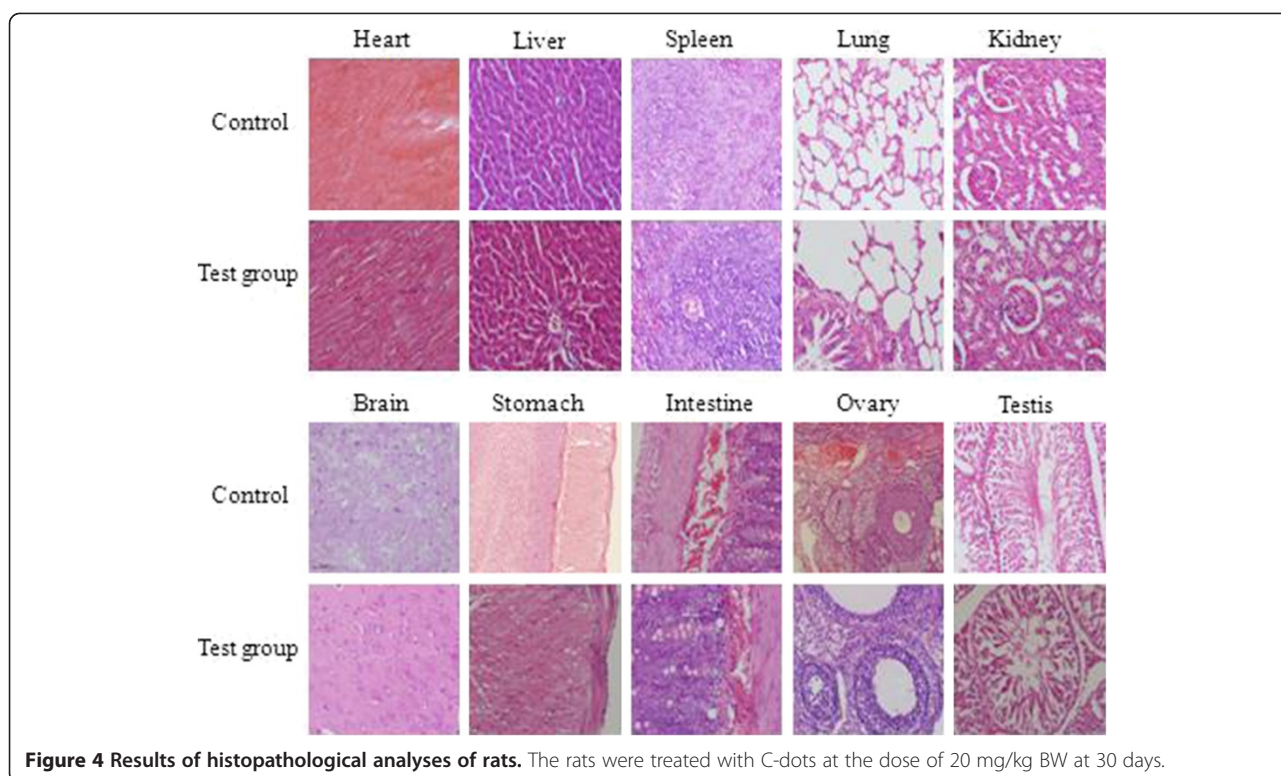 Heart Liver Spleen Lung Kidney
Control
Test group
Brain Stomach Intestine Ovary Testis
Control
Test group
Figure 4 Results of histopathological analyses of rats. The rats were treated with C-dots at the dose of 20 mg/kg BW at 30 days.